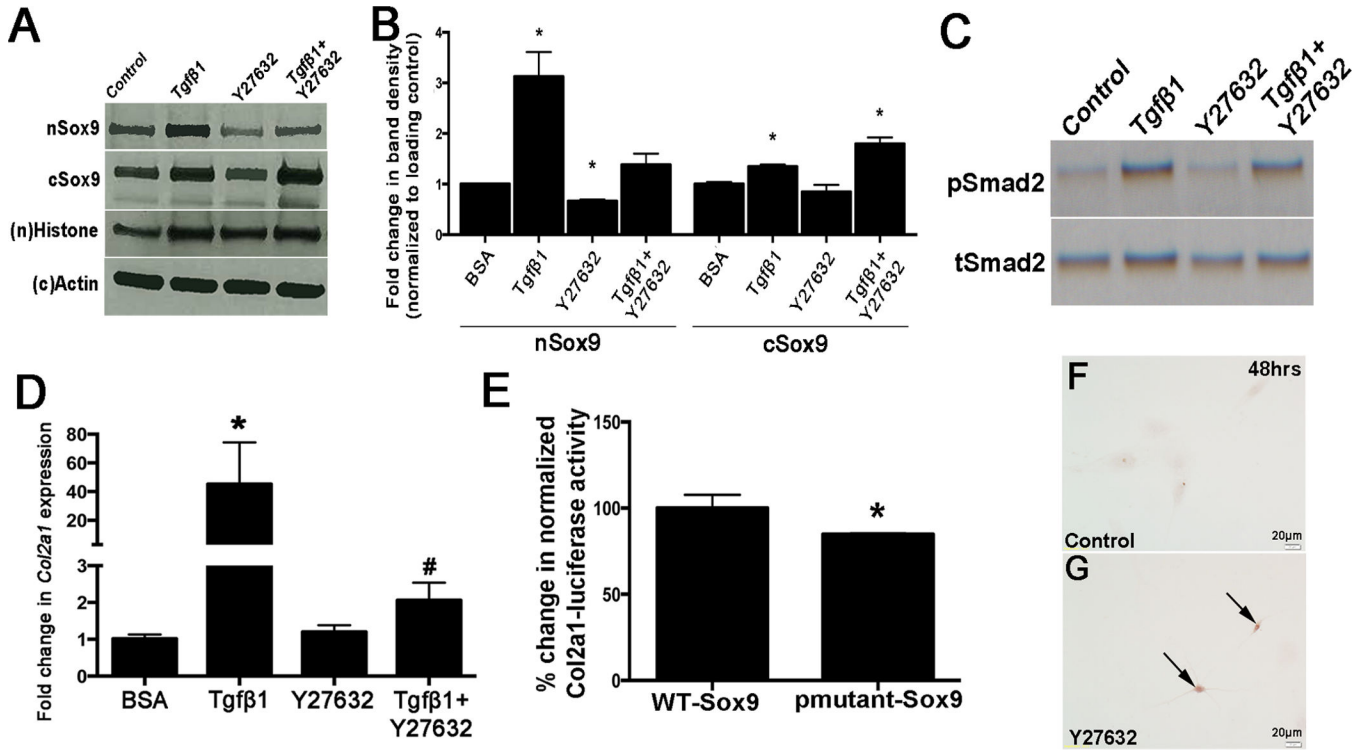 A
Control
Tgfβ1
Y27632
Tgfβ1+
Y27632
nSox9
cSox9
(n)Histone
(c)Actin
B
Fold change in band density
(normalized to loading control)
4
3
2
1
0
*
*
*
*
BSA
Tgfβ1
Y27632
Tgfβ1+
Y27632
BSA
Tgfβ1
Y27632
Tgfβ1+
Y27632
nSox9
cSox9
C
Control
Tgfβ1
Y27632
Tgfβ1+
Y27632
pSmad2
tSmad2
D
Fold change in Col2a1 expression
80
60
40
20
3
2
1
0
*
#
BSA
Tgfβ1
Y27632
Tgfβ1+
Y27632
E
% change in normalized
Col2a1-luciferase activity
150
100
50
0
*
WT-Sox9
pmutant-Sox9
F
48hrs
Control
20µm
G
Y27632
20µm